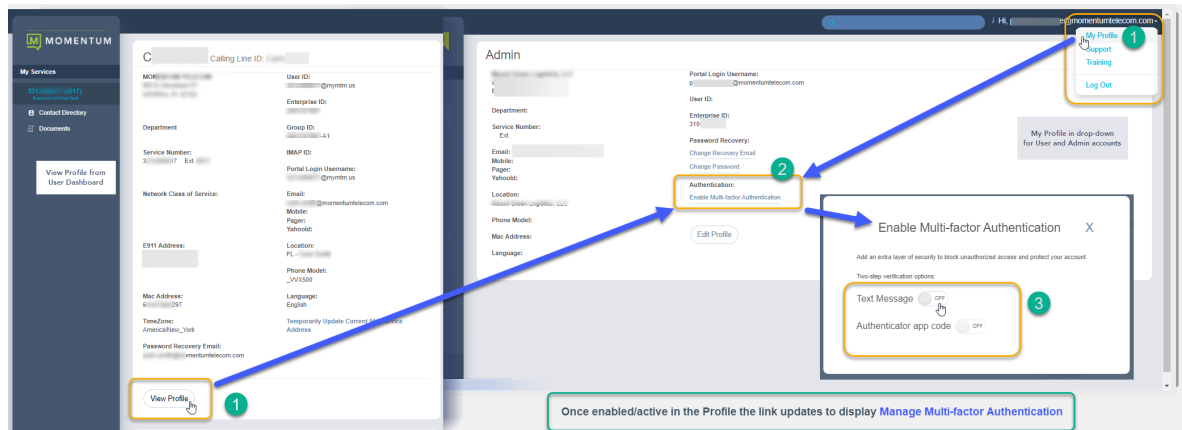 MOMENTUM
My Services
321
17)
Contact Directory
Documents
View Profile from
User Dashboard
C
Calling Line ID:
User ID:
@mymtm.us
Enterprise ID:
Department
Group ID:
-A1
Service Number:
3
17 Ext.
IMAP ID:
Portal Login Username:
@mymtm.us
Network Class of Service:
Email:
@momentumtelecom.com
Mobile:
Pager:
YahooId:
E911 Address:
Location:
FL -
Phone Model:
_VVX500
Mac Address:
6
297
Language:
English
TimeZone:
America/New_York
Temporarily Update Current
Address
Password Recovery Email:
momentumtelecom.com
View Profile
1
Admin
Department:
Service Number:
Ext.
Email:
Mobile:
Pager:
YahooId:
Location:
Phone Model:
Mac Address:
Language:
Portal Login Username:
p
@momentumtelecom.com
User ID:
Enterprise ID:
310
Password Recovery:
Change Recovery Email
Change Password
2
Authentication:
Enable Multi-factor Authentication
Edit Profile
Hi,
@momentumtelecom.com
My Profile
1
Support
Training
Log Out
My Profile in drop-down
for User and Admin accounts
Enable Multi-factor Authentication X
Add an extra layer of security to block unauthorized access and protect your account.
Two-step verification options:
Text Message OFF
3
Authenticator app code OFF
Once enabled/active in the Profile the link updates to display Manage Multi-factor Authentication